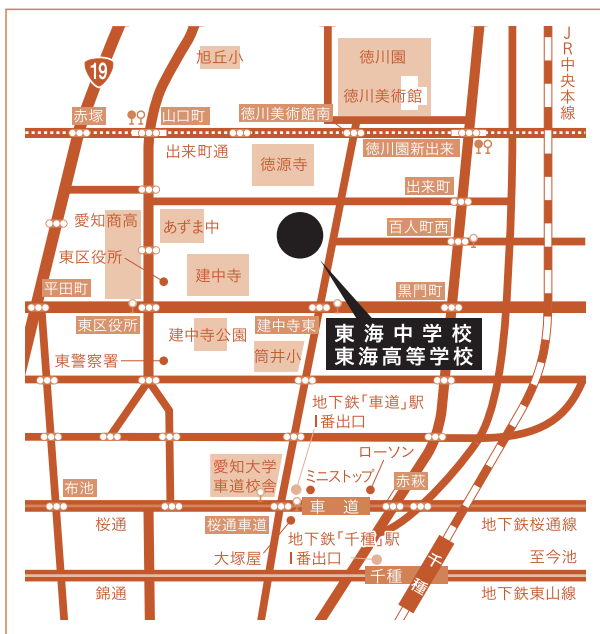 19
旭丘小
徳川園
徳川美術館
JR中央本線
赤塚
山口町
徳川美術館南
出来町通
徳川園新出来
徳源寺
出来町
愛知商高
あずま中
百人町西
東区役所
建中寺
平田町
黒門町
東区役所
建中寺公園
建中寺東
東海中学校
東海高等学校
東警察署
筒井小
地下鉄「車道」駅
1番出口
愛知大学
車道校舎
ローソン
ミニストップ
布池
赤萩
車道
桜通
桜通車道
地下鉄桜通線
大塚屋
地下鉄「千種」駅
1番出口
千種
至今池
千種
錦通
地下鉄東山線